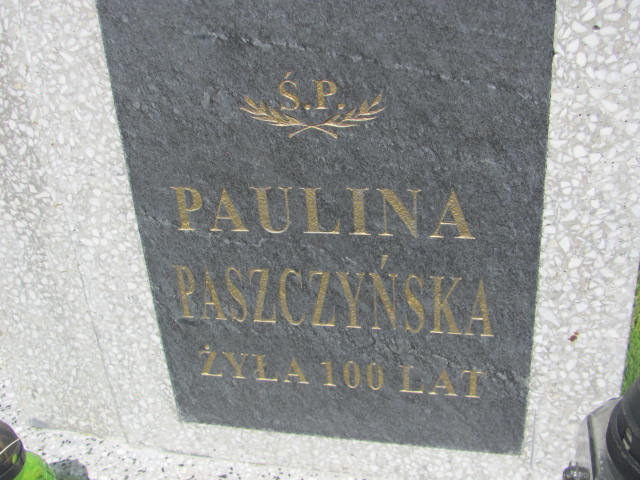 Ś.P.
PAULINA
PASZCZYŃSKA
ŻYŁA 100 LAT